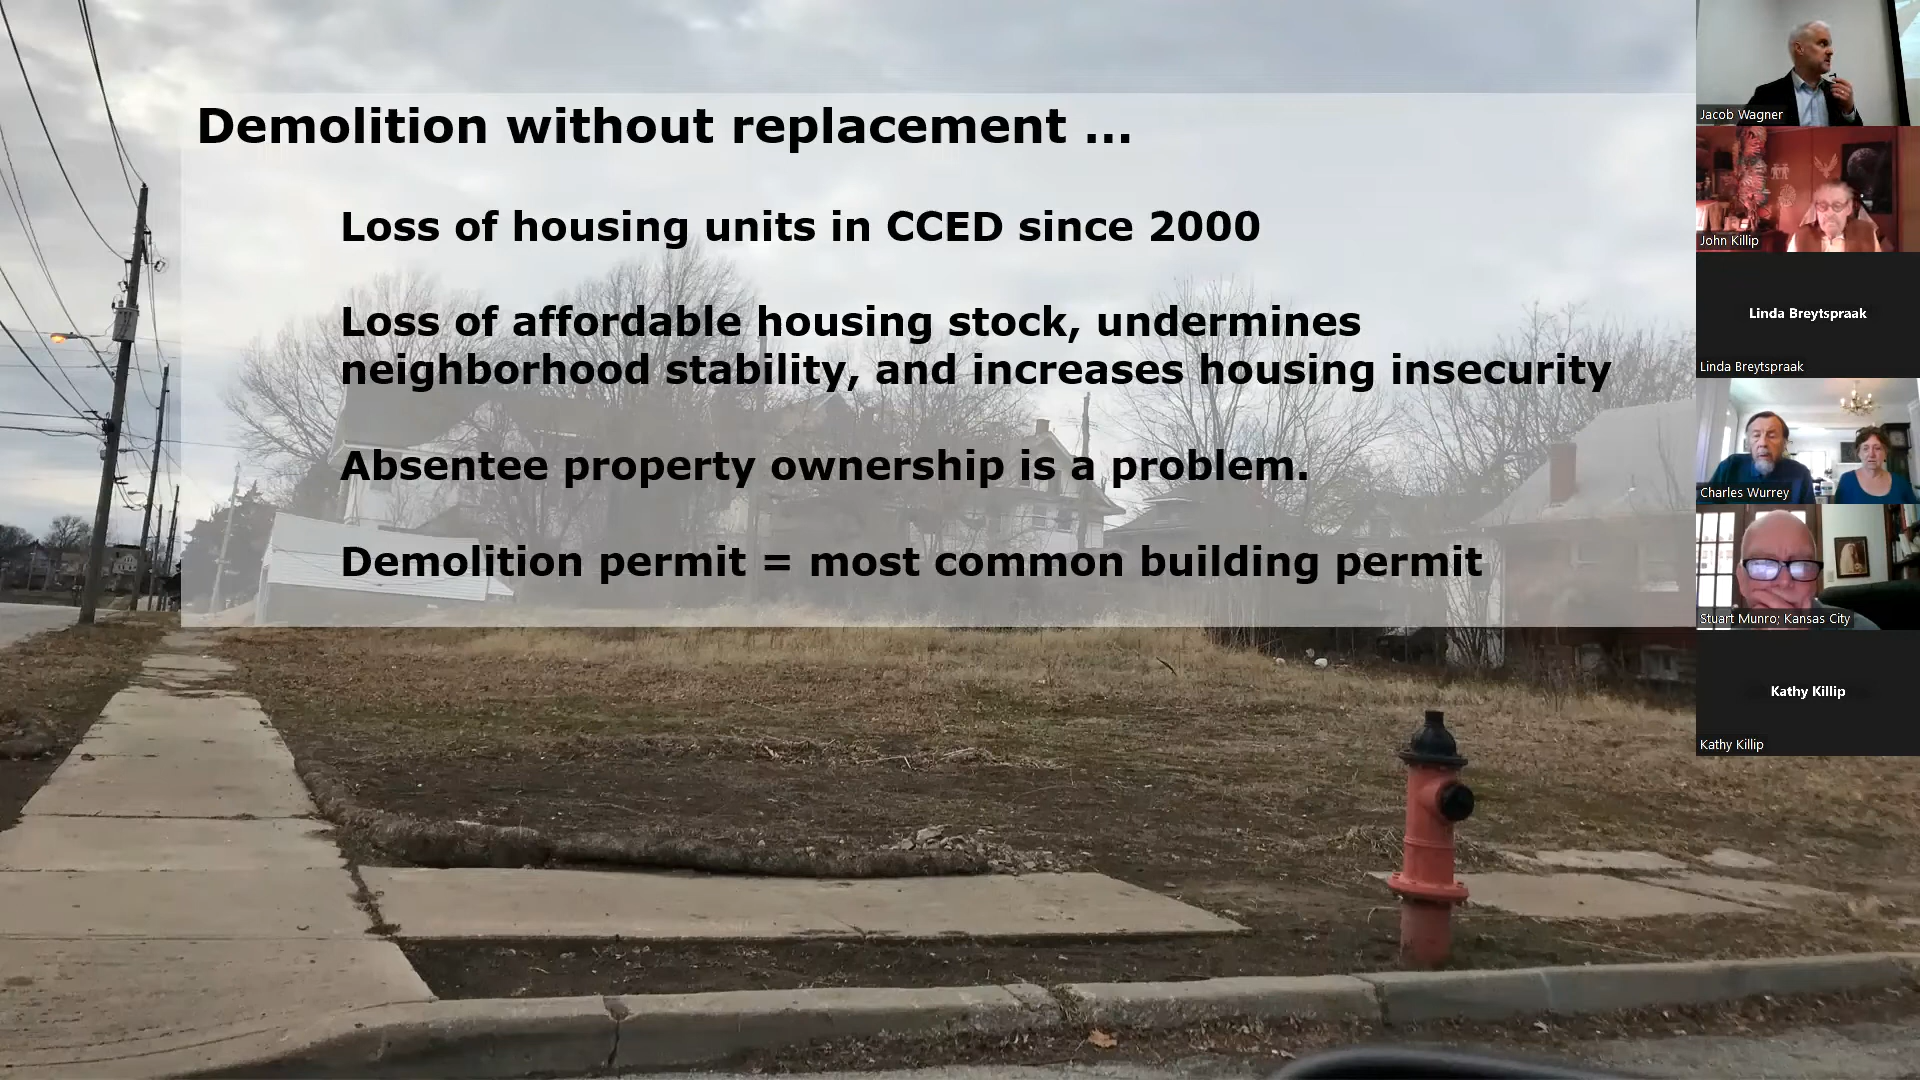 Demolition without replacement ...
Loss of housing units in CCED since 2000
Loss of affordable housing stock, undermines
neighborhood stability, and increases housing insecurity
Absentee property ownership is a problem.
Demolition permit = most common building permit
Jacob Wagner
John Killip
Linda Breytspraak
Linda Breytspraak
Charles Wurrey
Stuart Munro; Kansas City
Kathy Killip
Kathy Killip